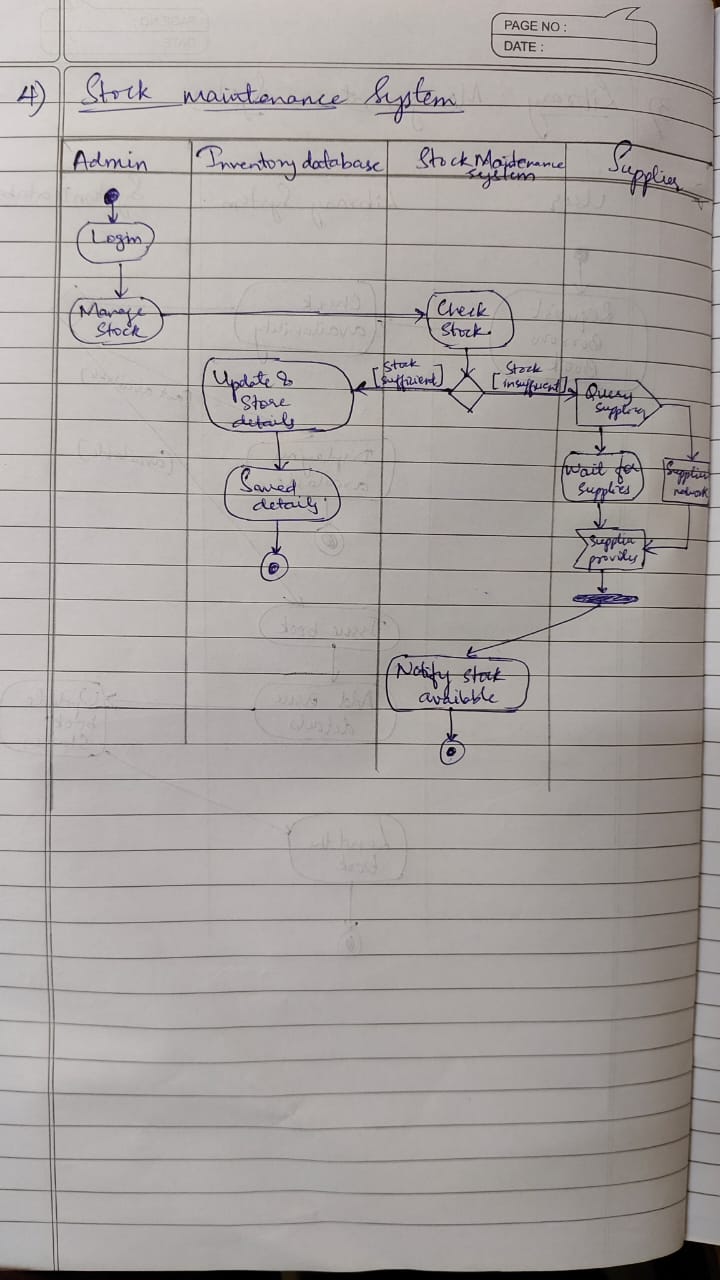 PAGE NO :
DATE :
4) Stock maintenance System
Admin
Inventory database
Stock Maitenance
system
Supplier
Login
Manage
Stock
Check
Stock.
[Stock
sufficient]
[Stock
insufficient]
Update &
Store
details
Query
Supplier
Saved
details
Wait for
Supplies
Supplier
network
Supplier
provides
Notify stock
available